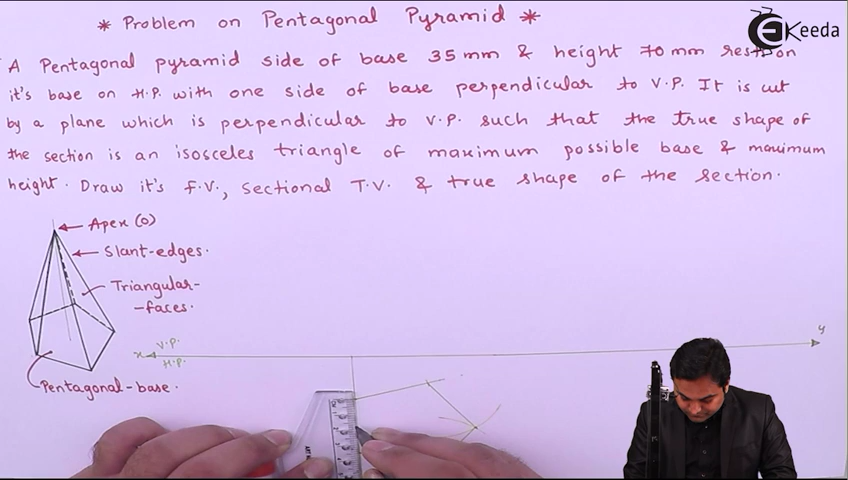 * Problem on Pentagonal Pyramid *
Keeda
A Pentagonal pyramid side of base 35 mm & height 70 mm rests on
it's base on H.P. with one side of base perpendicular to V.P. It is cut
by a plane which is perpendicular to V.P. such that the true shape of
the section is an isosceles triangle of maximum possible base & maximum
height. Draw it's F.V., sectional T.V. & true shape of the section.
Apex (O)
Slant-edges.
Triangular-
-faces.
Pentagonal-base.
x
V.P.
H.P.
y